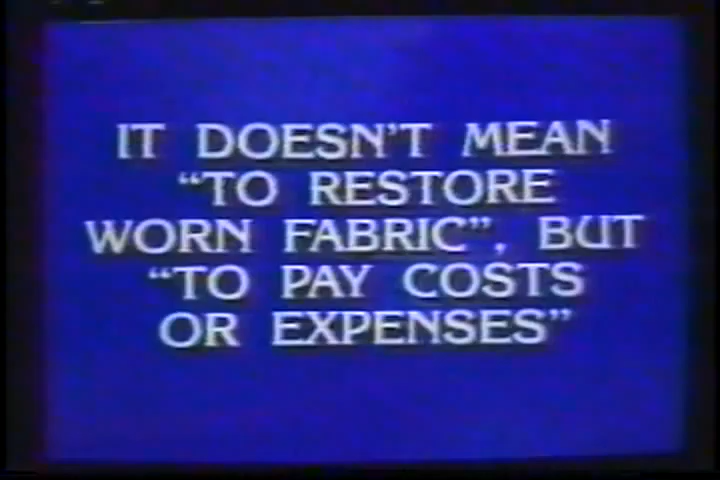 IT DOESN'T MEAN
"TO RESTORE
WORN FABRIC", BUT
"TO PAY COSTS
OR EXPENSES"